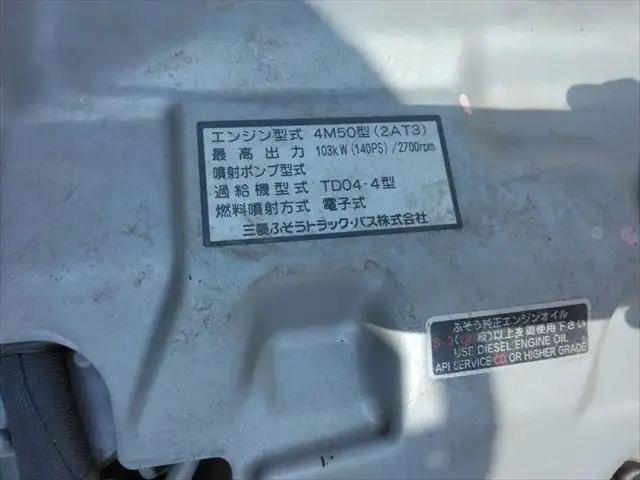 エンジン型式 4M50型(2AT3)
最高出力 103kW(140PS)/2700rpm
噴射ポンプ型式
過給機型式 TD04-4型
燃料噴射方式 電子式
三菱ふそうトラック・バス株式会社
ふそう純正エンジンオイル
S-3(CD級)以上を御使用下さい
USE DIESEL ENGINE OIL
API SERVICE CD OR HIGHER GRADE